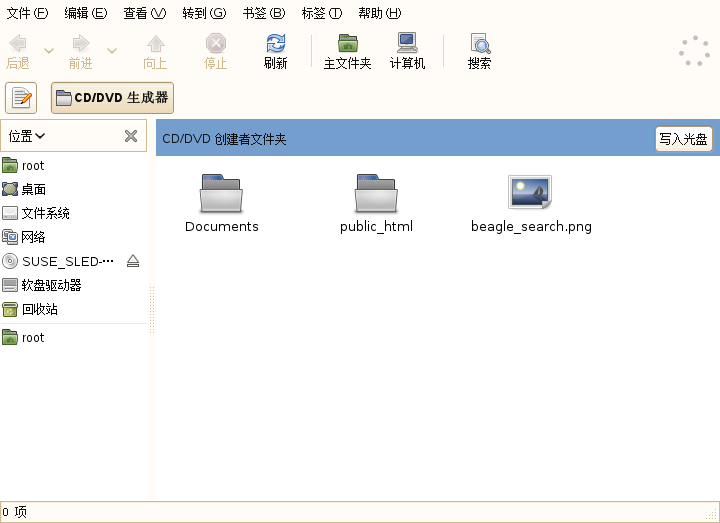 文件(F) 编辑(E) 查看(V) 转到(G) 书签(B) 标签(T) 帮助(H)
后退 前进 向上 停止 刷新 主文件夹 计算机 搜索
CD/DVD 生成器
位置 CD/DVD 创建者文件夹 写入光盘
root
桌面
文件系统
网络
SUSE_SLED-···
软盘驱动器
回收站
root
Documents public_html beagle_search.png
0 项